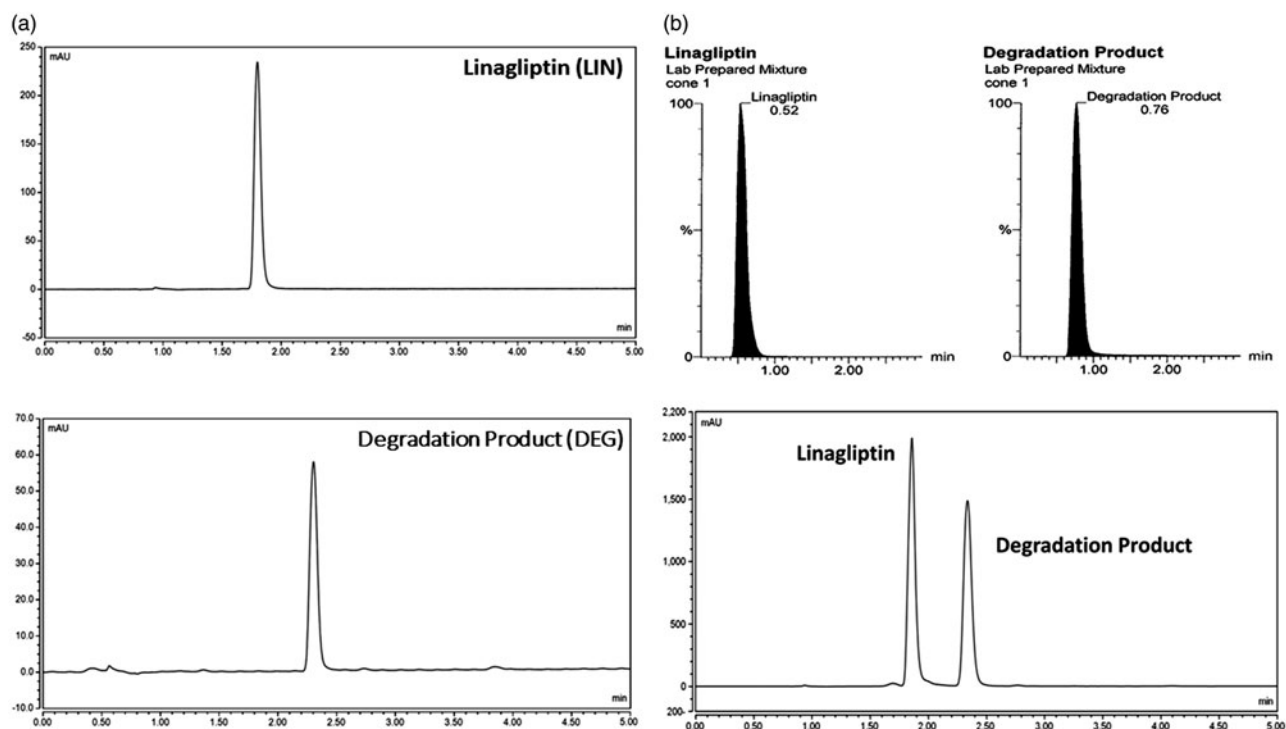 (a)
250
mAU
Linagliptin (LIN)
200
150
100
50
0
min
-50
0.00 0.50 1.00 1.50 2.00 2.50 3.00 3.50 4.00 4.50 5.00
70.0
mAU
Degradation Product (DEG)
60.0
50.0
40.0
30.0
20.0
10.0
0.0
min
-10.0
0.00 0.50 1.00 1.50 2.00 2.50 3.00 3.50 4.00 4.50 5.00
(b)
Linagliptin
Lab Prepared Mixture
cone 1
100
Linagliptin
0.52
%
0
min
1.00 2.00
Degradation Product
Lab Prepared Mixture
cone 1
100
Degradation Product
0.76
%
0
min
1.00 2.00
2,200
mAU
2,000
Linagliptin
1,500
Degradation Product
1,000
500
0
min
200-
0.00 0.50 1.00 1.50 2.00 2.50 3.00 3.50 4.00 4.50 5.00